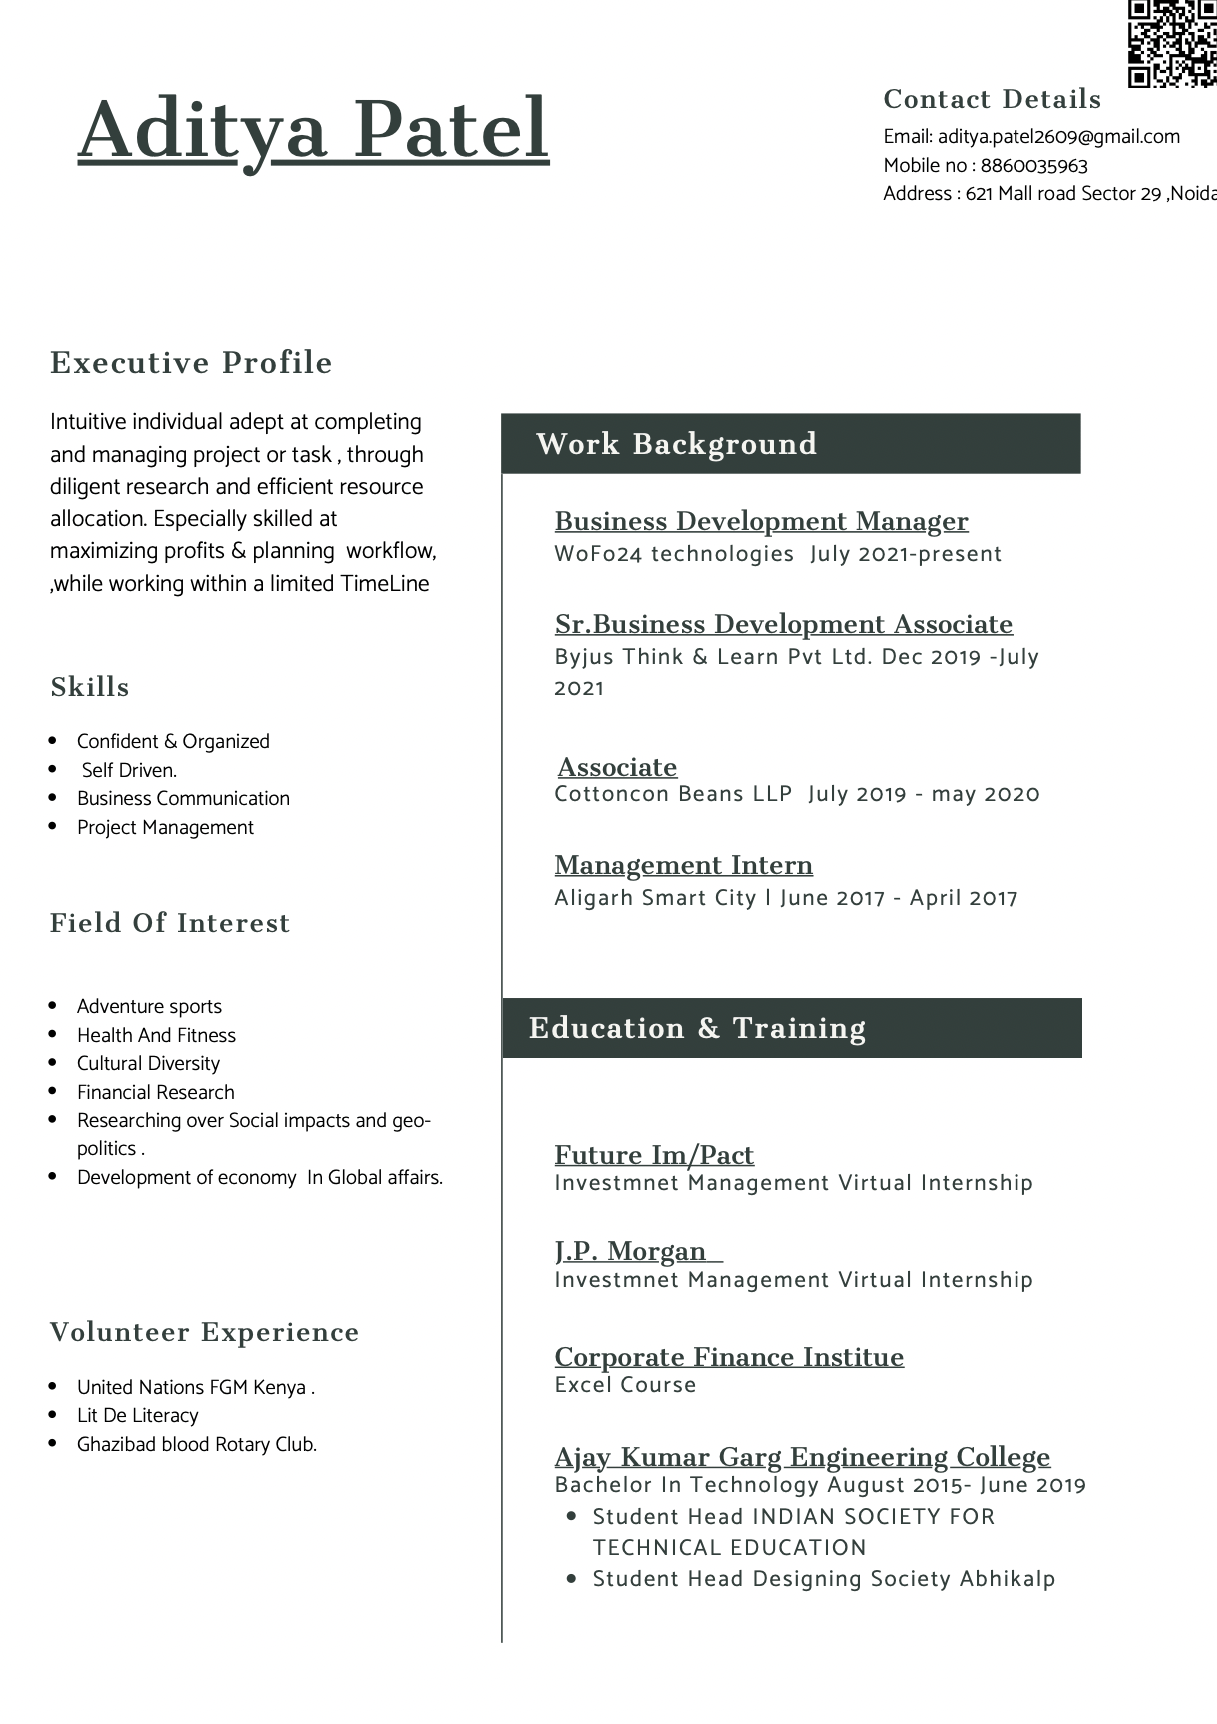 Aditya Patel
Contact Details
Email: aditya.patel2609@gmail.com
Mobile no : 8860035963
Address : 621 Mall road Sector 29 ,Noida
Executive Profile
Intuitive individual adept at completing
and managing project or task , through
diligent research and efficient resource
allocation. Especially skilled at
maximizing profits & planning  workflow,
,while working within a limited TimeLine
Skills
• Confident & Organized
• Self Driven.
• Business Communication
• Project Management
Field Of Interest
• Adventure sports
• Health And Fitness
• Cultural Diversity
• Financial Research
• Researching over Social impacts and geo-
politics .
• Development of economy  In Global affairs.
Volunteer Experience
• United Nations FGM Kenya .
• Lit De Literacy
• Ghazibad blood Rotary Club.
Work Background
Business Development Manager
WoFo24 technologies  July 2021-present
Sr.Business Development Associate
Byjus Think & Learn Pvt Ltd. Dec 2019 -July
2021
Associate
Cottoncon Beans LLP  July 2019 - may 2020
Management Intern
Aligarh Smart City l June 2017 - April 2017
Education & Training
Future Im/Pact
Investmnet Management Virtual Internship
J.P. Morgan
Investmnet Management Virtual Internship
Corporate Finance Institue
Excel Course
Ajay Kumar Garg Engineering College
Bachelor In Technology August 2015- June 2019
• Student Head INDIAN SOCIETY FOR
TECHNICAL EDUCATION
• Student Head Designing Society Abhikalp